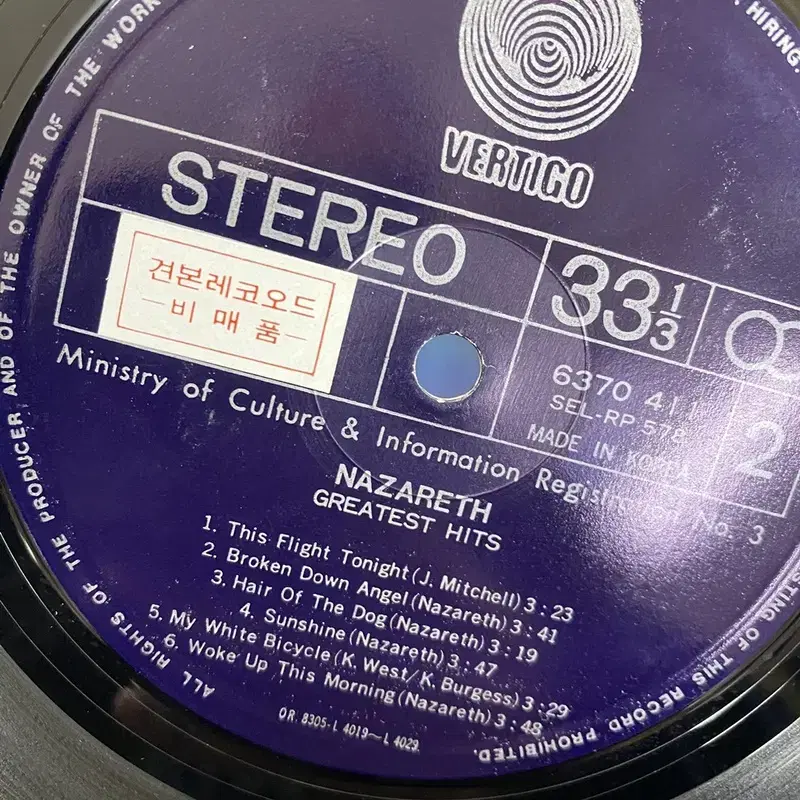 HIRING.
VERTIGO
STEREO
33 1/3
견본레코오드
비매품
6370 411
SEL-RP 578
MADE IN KOREA
2
Ministry of Culture & Information No. 3
NAZARETH
GREATEST HITS
1. This Flight Tonight (J. Mitchell) 3:23
2. Broken Down Angel (Nazareth) 3:41
3. Hair Of The Dog (Nazareth) 3:19
4. Sunshine (Nazareth) 3:47
5. My White Bicycle (K. West/K. Burgess) 3:29
6. Woke Up This Morning (Nazareth) 3:48
OR. 8305-L 4019~L 4029
ALL RIGHTS OF THE PRODUCER AND OF THE OWNER OF THE WORK
OF THIS RECORD PROHIBITED.